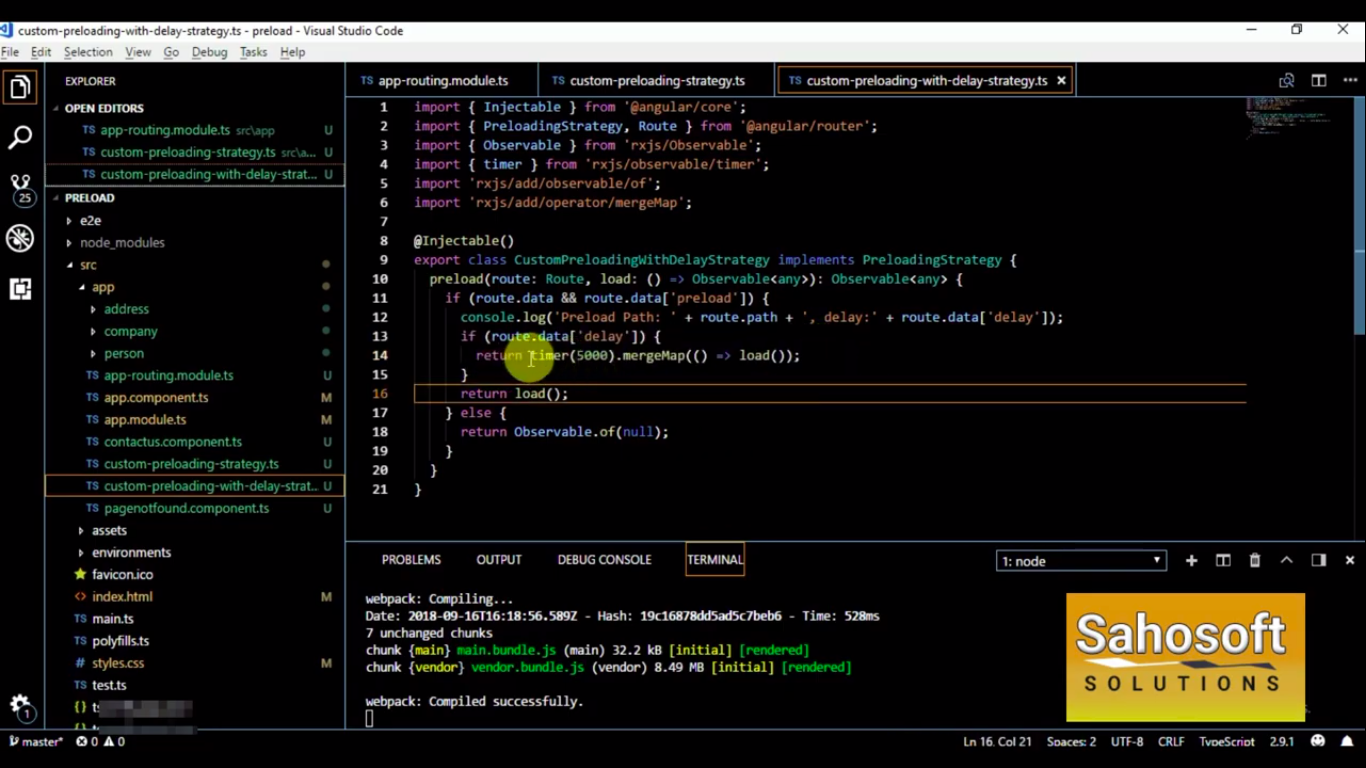 custom-preloading-with-delay-strategy.ts - preload - Visual Studio Code
File Edit Selection View Go Debug Tasks Help
EXPLORER
OPEN EDITORS
TS app-routing.module.ts src\app U
TS custom-preloading-strategy.ts src\a... U
TS custom-preloading-with-delay-strat... U
25
PRELOAD
e2e
node_modules
src
app
address
company
person
TS app-routing.module.ts U
TS app.component.ts M
TS app.module.ts M
TS contactus.component.ts U
TS custom-preloading-strategy.ts U
TS custom-preloading-with-delay-strat... U
TS pagenotfound.component.ts U
assets
environments
favicon.ico
<> index.html M
TS main.ts
TS polyfills.ts
TS styles.css M
TS test.ts
1
TS app-routing.module.ts TS custom-preloading-strategy.ts TS custom-preloading-with-delay-strategy.ts
1 import { Injectable } from '@angular/core';
2 import { PreloadingStrategy, Route } from '@angular/router';
3 import { Observable } from 'rxjs/Observable';
4 import { timer } from 'rxjs/observable/timer';
5 import 'rxjs/add/observable/of';
6 import 'rxjs/add/operator/mergeMap';
7
8 @Injectable()
9 export class CustomPreloadingWithDelayStrategy implements PreloadingStrategy {
10 preload(route: Route, load: () => Observable<any>): Observable<any> {
11 if (route.data && route.data['preload']) {
12 console.log('Preload Path: ' + route.path + ', delay:' + route.data['delay']);
13 if (route.data['delay']) {
14 return timer(5000).mergeMap(() => load());
15 }
16 return load();
17 } else {
18 return Observable.of(null);
19 }
20 }
21 }
PROBLEMS OUTPUT DEBUG CONSOLE TERMINAL 1: node
webpack: Compiling...
Date: 2018-09-16T16:18:56.589Z - Hash: 19c16878dd5ad5c7beb6 - Time: 528ms
7 unchanged chunks
chunk {main} main.bundle.js (main) 32.2 kB [initial] [rendered]
chunk {vendor} vendor.bundle.js (vendor) 8.49 MB [initial] [rendered]
webpack: Compiled successfully.
Sahosoft
SOLUTIONS
master* 0 0 Ln 16, Col 21 Spaces: 2 UTF-8 CRLF TypeScript 2.9.1